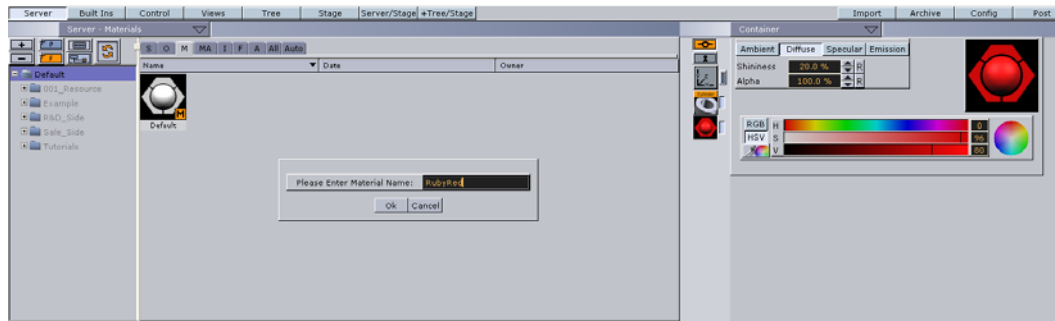 Server Built Ins Control Views Tree Stage Server/Stage +Tree/Stage Import Archive Config Post
Server - Materials Container
S O M MA I F A All Auto
Name Date Owner
Default
001_Resource
Example
R&D_Side
Sale_Side
Tutorials
M
Default
Please Enter Material Name: RubyRed
Ok Cancel
Ambient Diffuse Specular Emission
Shininess 20.0 % R
Alpha 100.0 % R
RGB H 0
HSV S 96
V 80